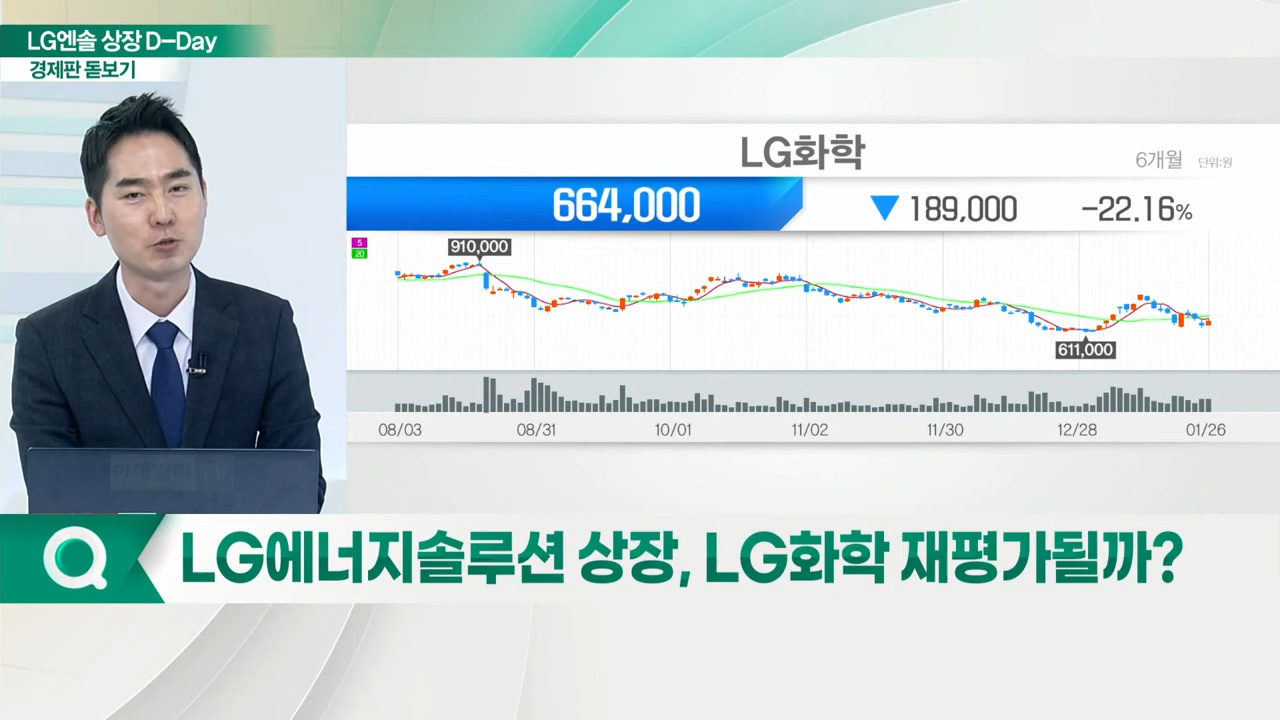 LG엔솔 상장 D-Day
경제판 돋보기
LG화학
6개월 단위:원
664,000 ▼ 189,000 -22.16%
5
20
910,000
611,000
08/03 08/31 10/01 11/02 11/30 12/28 01/26
Q LG에너지솔루션 상장, LG화학 재평가될까?